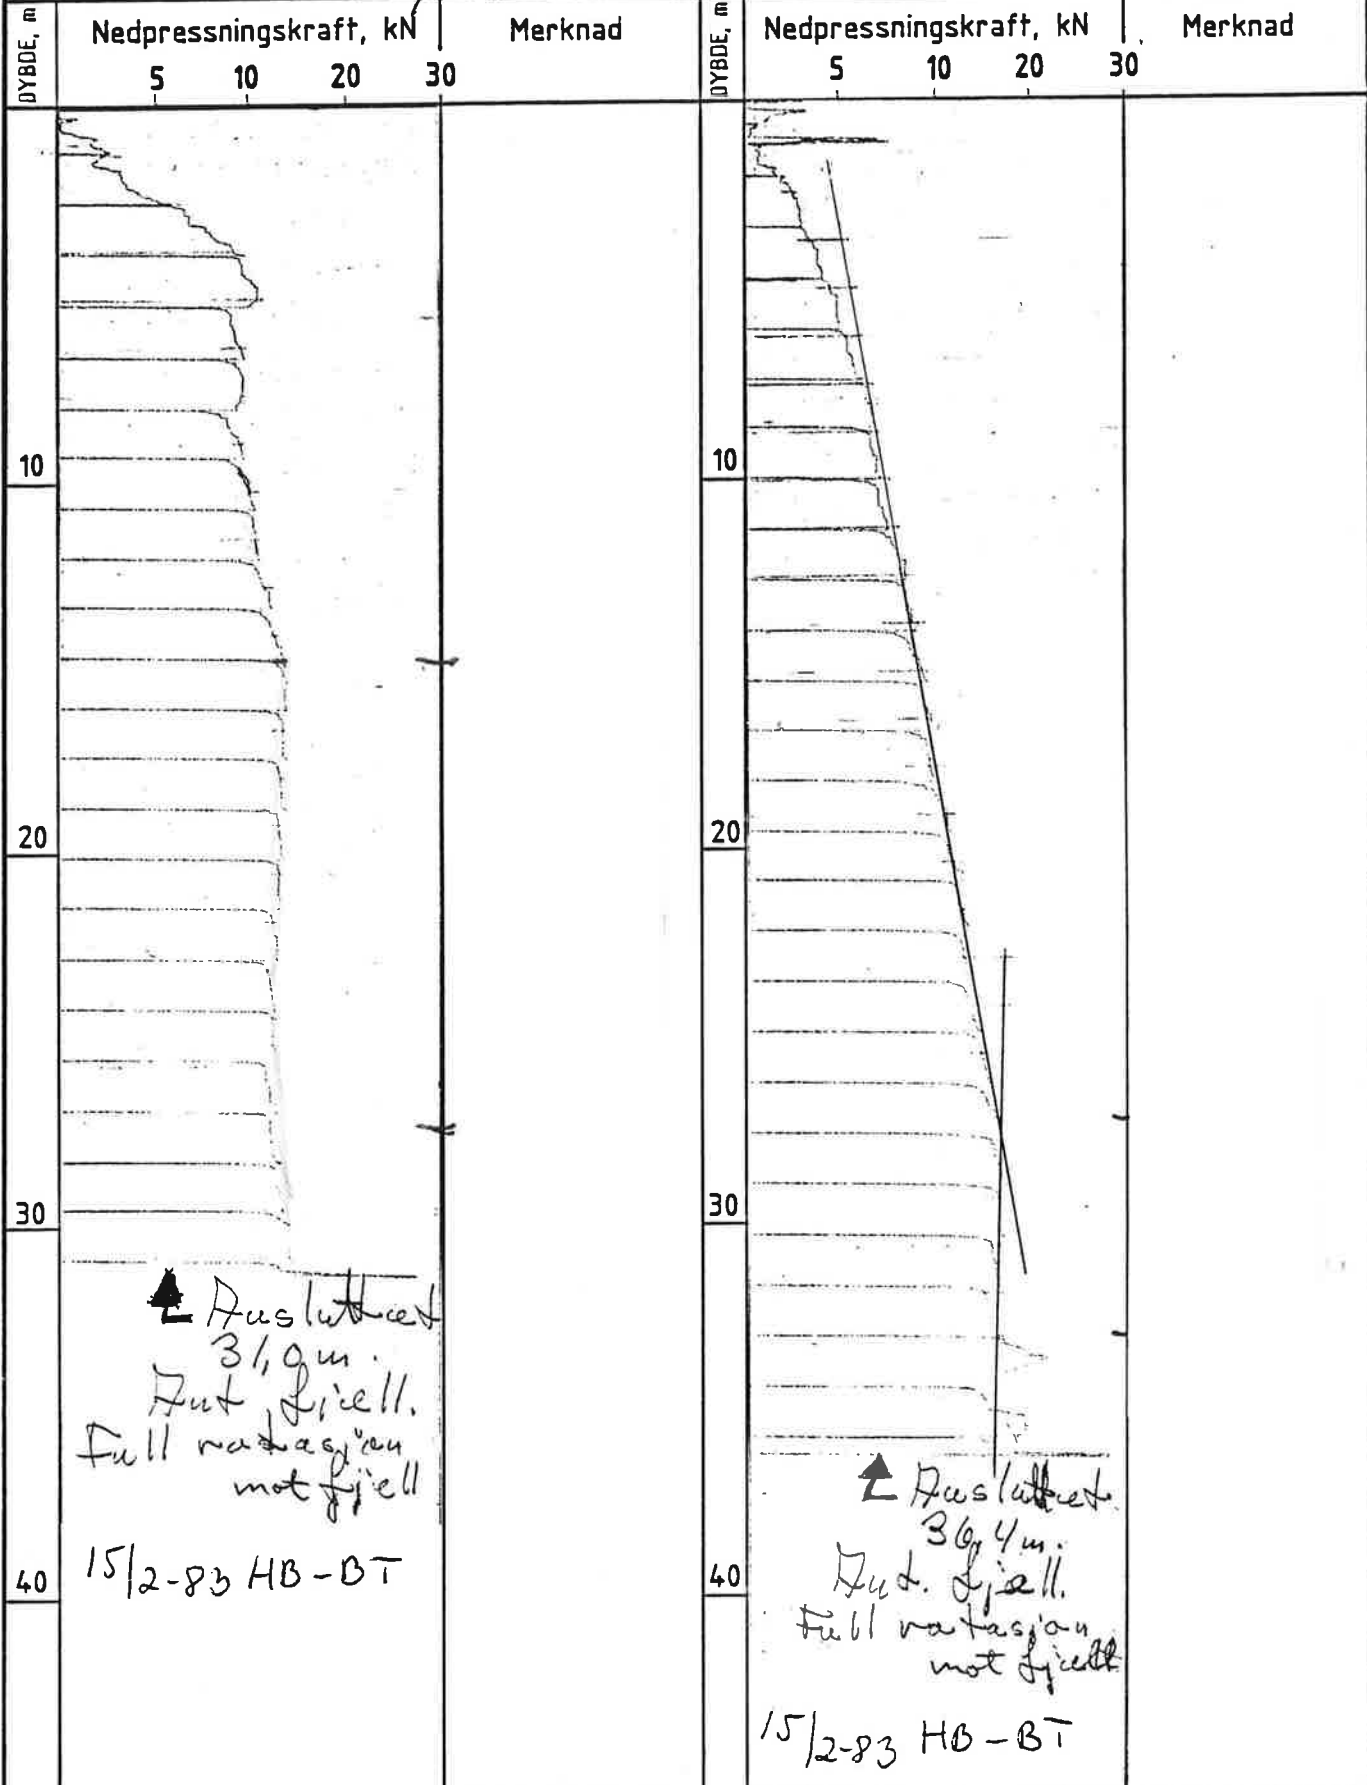 DYBDE, m
Nedpressningskraft, kN
Merknad
5 10 20 30
10
20
30
Avsluttet
31,0 m.
Ant. fjell.
Full rotasjon
mot fjell
40
15/2-83 HB-BT
DYBDE, m
Nedpressningskraft, kN
Merknad
5 10 20 30
10
20
30
Avsluttet
36,4 m.
Ant. fjell.
40
Full rotasjon
mot fjell
15/2-83 HB-BT